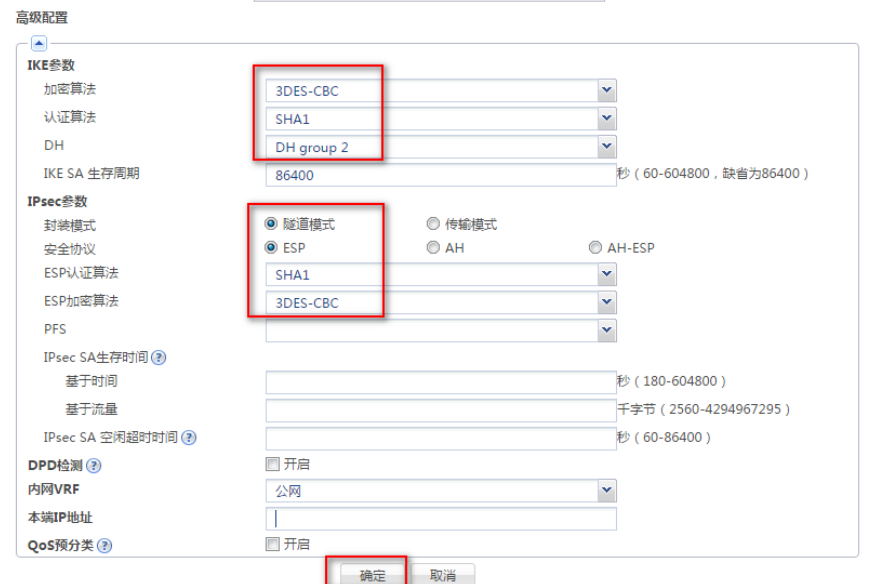 高级配置
IKE参数
加密算法 3DES-CBC
认证算法 SHA1
DH DH group 2
IKE SA 生存周期 86400 秒（60-604800，缺省为86400）
IPsec参数
封装模式 隧道模式 传输模式
安全协议 ESP AH AH-ESP
ESP认证算法 SHA1
ESP加密算法 3DES-CBC
PFS
IPsec SA生存时间 ?
基于时间 秒（180-604800）
基于流量 千字节（2560-4294967295）
IPsec SA 空闲超时时间 ? 秒（60-86400）
DPD检测 ? 开启
内网VRF 公网
本端IP地址
QoS预分类 ? 开启
确定 取消